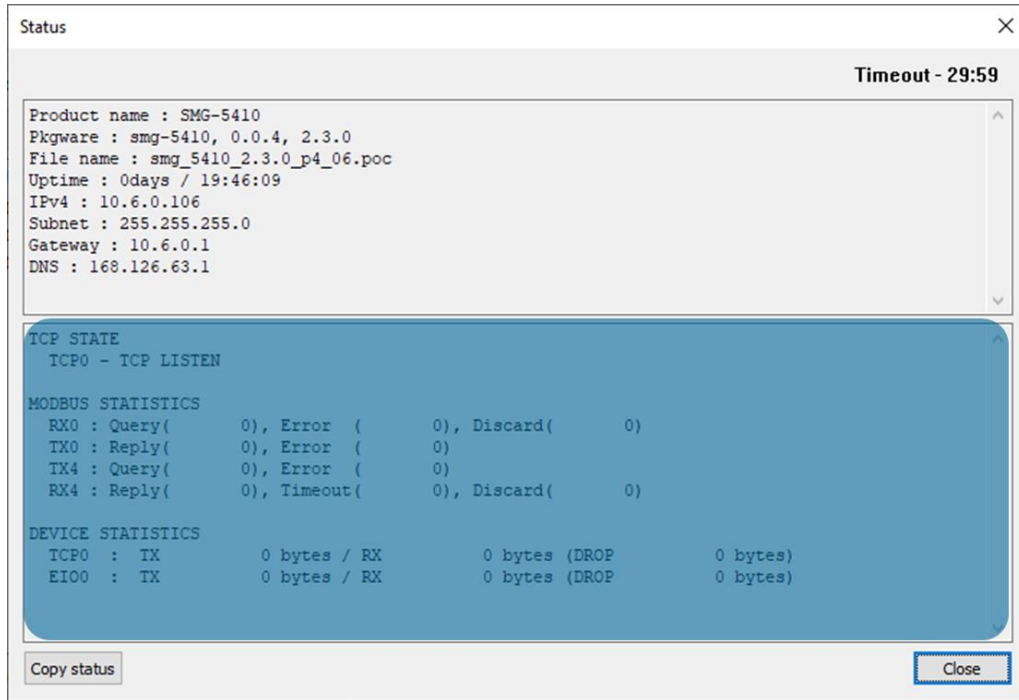 Status
Timeout - 29:59
Product name : SMG-5410
Pkgware : smg-5410, 0.0.4, 2.3.0
File name : smg_5410_2.3.0_p4_06.poc
Uptime : 0days / 19:46:09
IPv4 : 10.6.0.106
Subnet : 255.255.255.0
Gateway : 10.6.0.1
DNS : 168.126.63.1
TCP STATE
TCP0 - TCP LISTEN
MODBUS STATISTICS
RX0 : Query( 0), Error ( 0), Discard( 0)
TX0 : Reply( 0), Error ( 0)
TX4 : Query( 0), Error ( 0)
RX4 : Reply( 0), Timeout( 0), Discard( 0)
DEVICE STATISTICS
TCP0 : TX 0 bytes / RX 0 bytes (DROP 0 bytes)
EIO0 : TX 0 bytes / RX 0 bytes (DROP 0 bytes)
Copy status
Close